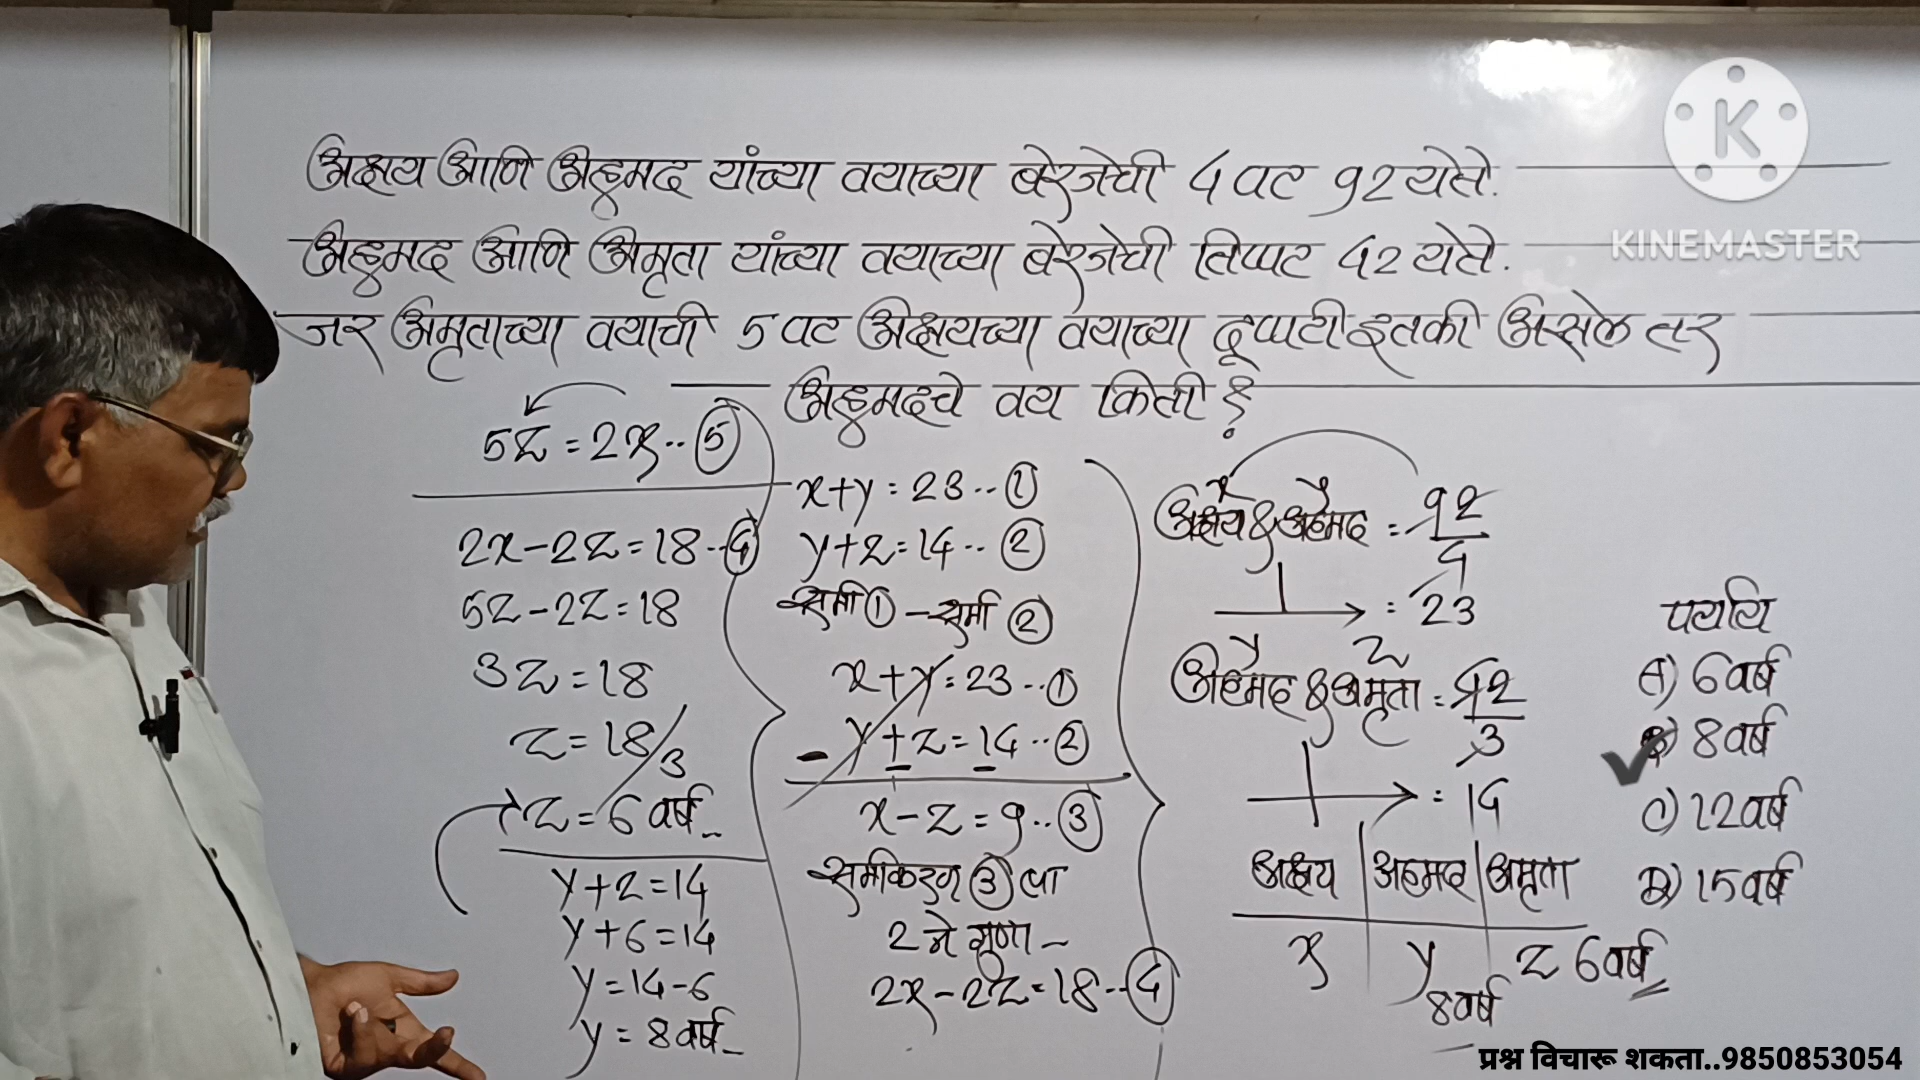 अक्षय आणि अहमद यांच्या वयाच्या बेरजेची 4 पट 92 येते.
अहमद आणि अमृता यांच्या वयाच्या बेरजेची तिप्पट 42 येते.
जर अमृताच्या वयाची 5 पट अक्षयच्या वयाच्या दूप्पटी इतकी असेल तर
अहमदचे वय किती ?
5z = 2x .. ⑤
2x - 2z = 18 .. ④
5z - 2z = 18
3z = 18
z = 18/3
z = 6 वर्ष
y + z = 14
y + 6 = 14
y = 14 - 6
y = 8 वर्ष
x + y = 23 .. ①
y + z = 14 .. ②
समी ① - समी ②
x + y = 23 .. ①
- y + z = 14 .. ②
x - z = 9 .. ③
समीकरण ③ ला
2 ने गुणा
2x - 2z = 18 .. ④
x y
अक्षय & अहमद = 92/4
= 23
y z
अहमद & अमृता = 42/3
= 14
अक्षय | अहमद | अमृता
x | y | z 6 वर्ष
8 वर्ष
पर्याय
A) 6 वर्ष
B) 8 वर्ष
C) 12 वर्ष
D) 15 वर्ष
K
KINEMASTER
प्रश्न विचारू शकता..9850853054